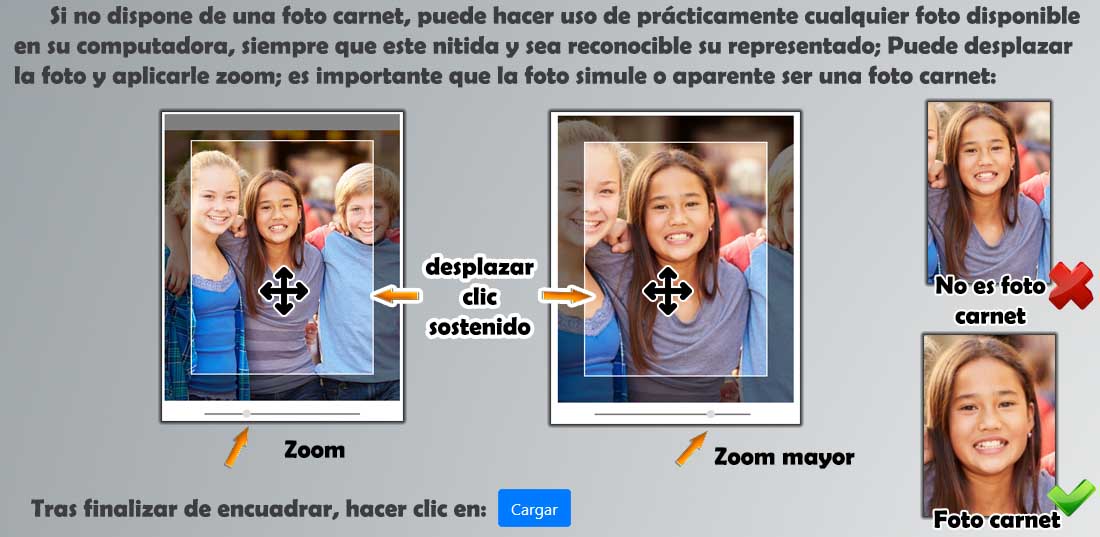 Si no dispone de una foto carnet, puede hacer uso de prácticamente cualquier foto disponible
en su computadora, siempre que este nitida y sea reconocible su representado; Puede desplazar
la foto y aplicarle zoom; es importante que la foto simule o aparente ser una foto carnet:
desplazar
clic
sostenido
No es foto
carnet
Zoom
Zoom mayor
Foto carnet
Tras finalizar de encuadrar, hacer clic en:
Cargar